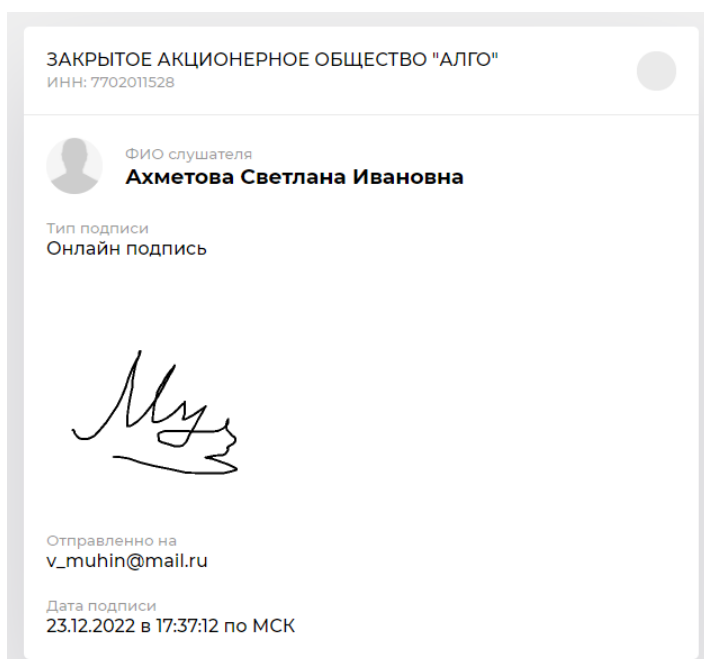 ЗАКРЫТОЕ АКЦИОНЕРНОЕ ОБЩЕСТВО "АЛГО"
ИНН: 7702011528
ФИО слушателя
Ахметова Светлана Ивановна
Тип подписи
Онлайн подпись
Отправленно на
v_muhin@mail.ru
Дата подписи
23.12.2022 в 17:37:12 по МСК